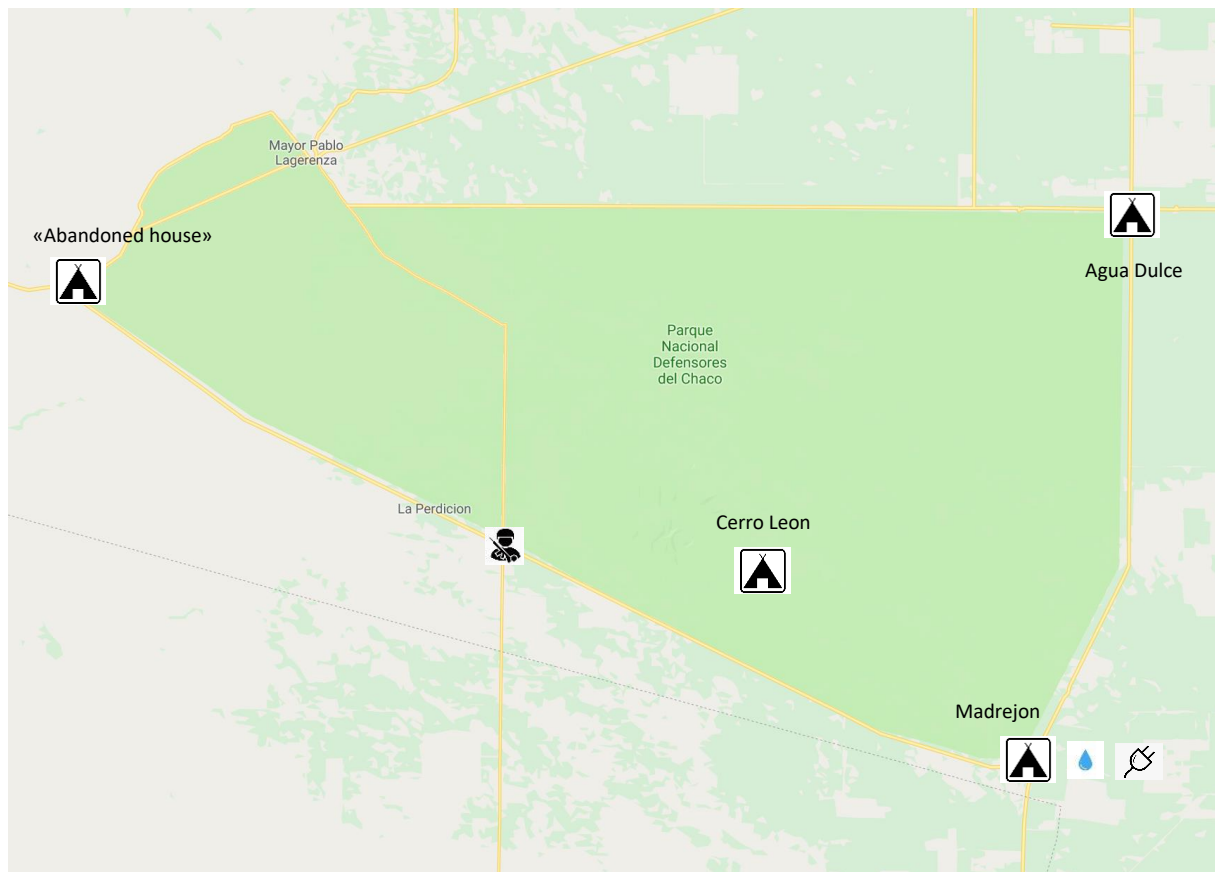 Mayor Pablo
Lagerenza
«Abandoned house»
Agua Dulce
Parque
Nacional
Defensores
del Chaco
La Perdicion
Cerro Leon
Madrejon